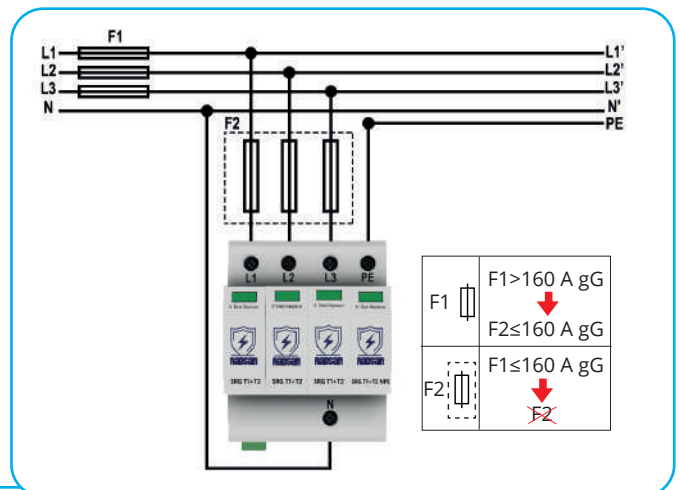 F1
L1 L1'
L2 L2'
L3 L3'
N N'
F2 PE
L1 L2 L3 PE
SRG T1+T2 SRG T1+T2 SRG T1+T2 SRG T1+T2 NPE
N
F1 F1>160 A gG
F2≤160 A gG
F2 F1≤160 A gG
F2